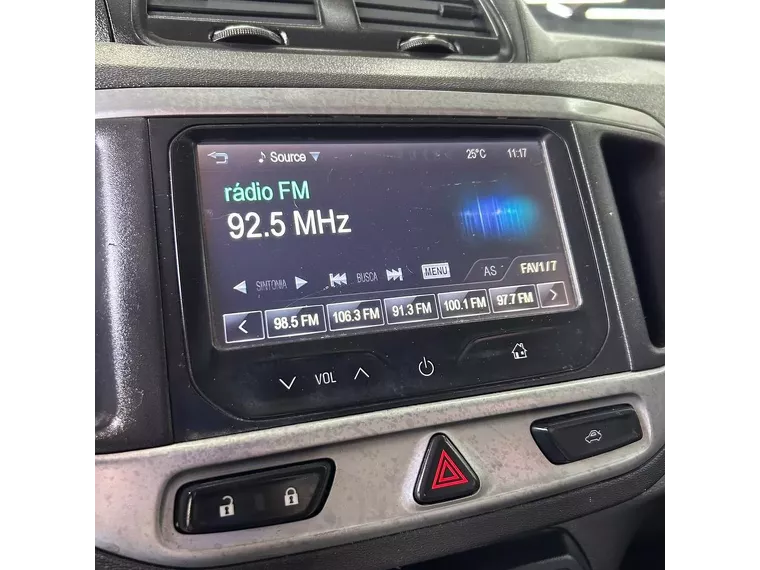 Source 25°C 11:17
rádio FM
92.5 MHz
SINTONIA BUSCA MENU AS FAV1/7
98.5 FM 106.3 FM 91.3 FM 100.1 FM 97.7 FM
VOL